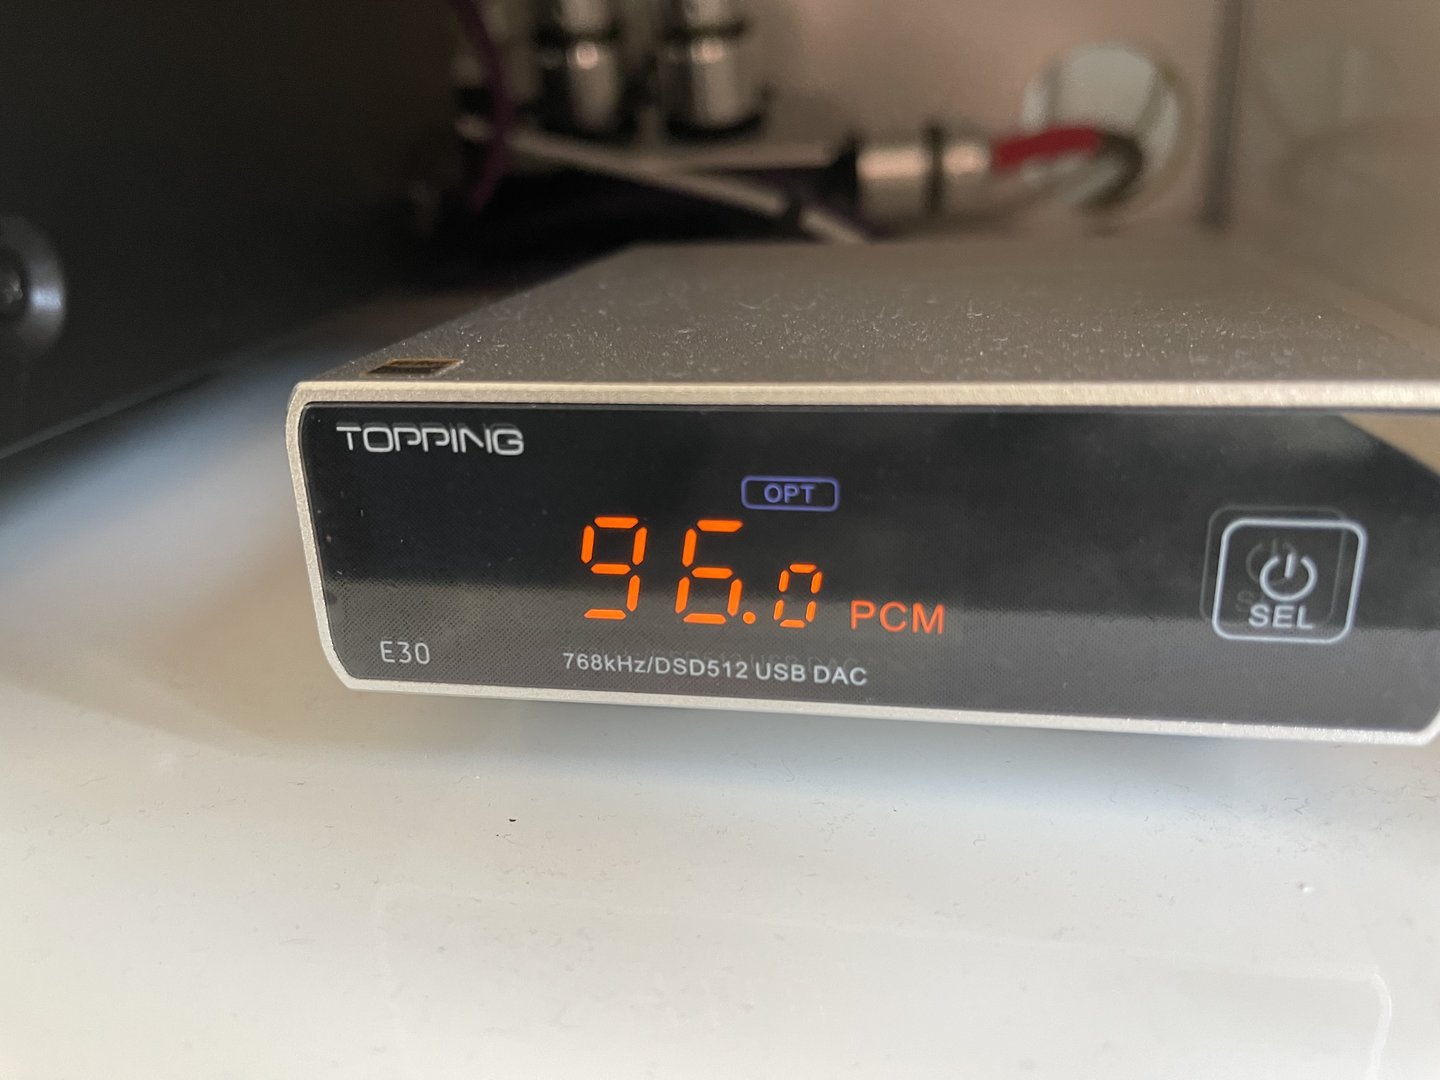 TOPPING
OPT
96.0 PCM
SEL
E30
768kHz/DSD512 USB DAC